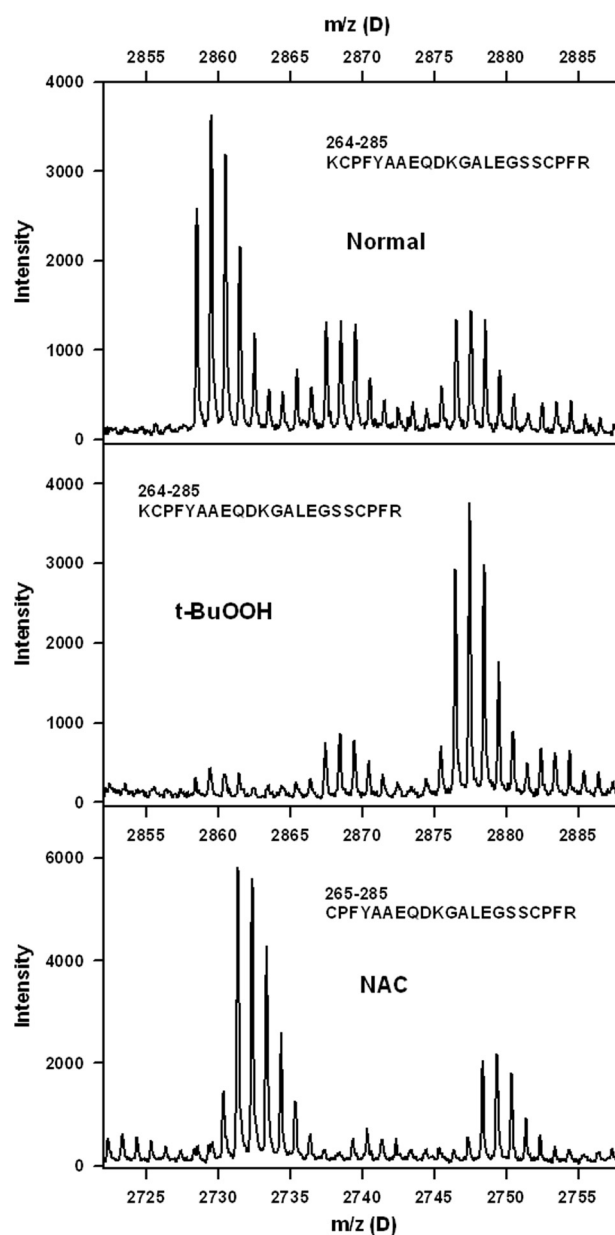 m/z (D)
2855 2860 2865 2870 2875 2880 2885
4000
3000
2000
1000
0
Intensity
264-285
KCPFYAAEQDKGALEGSSCPFR
Normal
4000
3000
2000
1000
0
Intensity
264-285
KCPFYAAEQDKGALEGSSCPFR
t-BuOOH
2855 2860 2865 2870 2875 2880 2885
6000
4000
2000
0
Intensity
265-285
CPFYAAEQDKGALEGSSCPFR
NAC
2725 2730 2735 2740 2745 2750 2755
m/z (D)